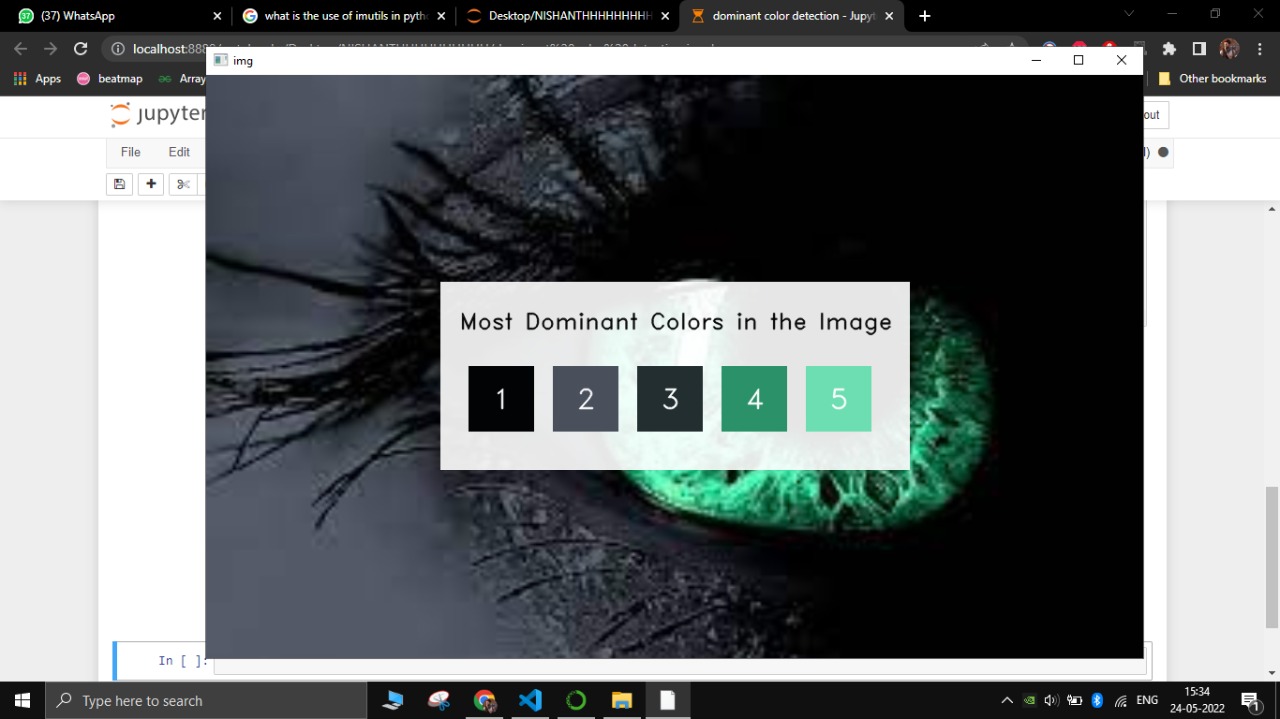 (37) WhatsApp
what is the use of imutils in pyth
Desktop/NISHANTHHHHHHHHH
dominant color detection - Jupyt
Apps
beatmap
Array
Other bookmarks
img
jupyter
out
File
Edit
Most Dominant Colors in the Image
1 2 3 4 5
In [ ]:
Type here to search
ENG
15:34
24-05-2022
1